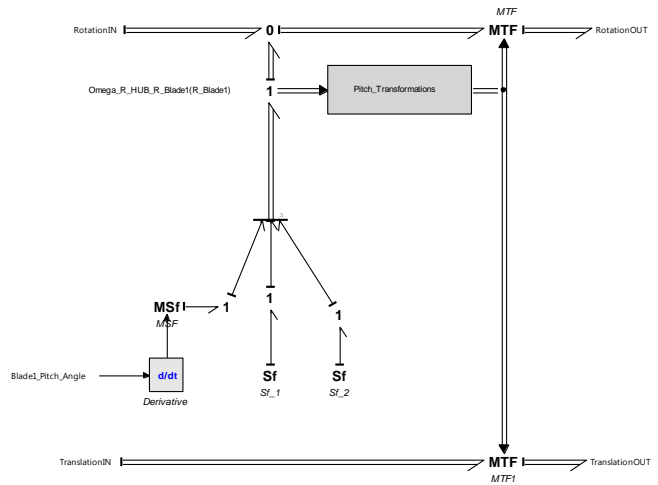 MTF
RotationIN
0
MTF
RotationOUT
Omega_R_HUB_R_Blade1(R_Blade1)
1
Pitch_Transformations
3
MSf
MSF
1
1
1
Blade1_Pitch_Angle
d/dt
Derivative
Sf
Sf_1
Sf
Sf_2
TranslationIN
MTF
TranslationOUT
MTF1